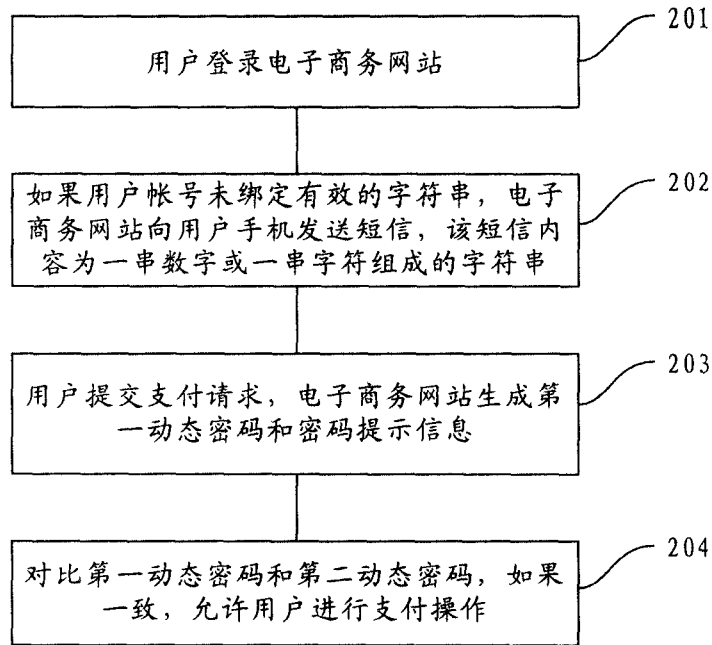 201
用户登录电子商务网站
202
如果用户帐号未绑定有效的字符串，电子
商务网站向用户手机发送短信，该短信内
容为一串数字或一串字符组成的字符串
203
用户提交支付请求，电子商务网站生成第
一动态密码和密码提示信息
204
对比第一动态密码和第二动态密码，如果
一致，允许用户进行支付操作